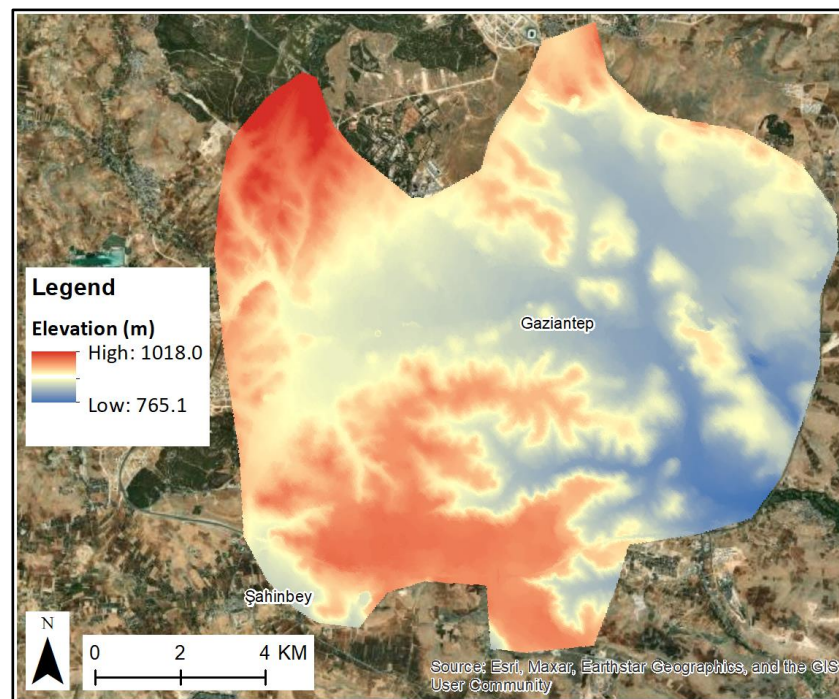 Legend
Elevation (m)
High: 1018.0
Low: 765.1
Gaziantep
Şahinbey
N
0 2 4 KM
Source: Esri, Maxar, Earthstar Geographics, and the GIS
User Community